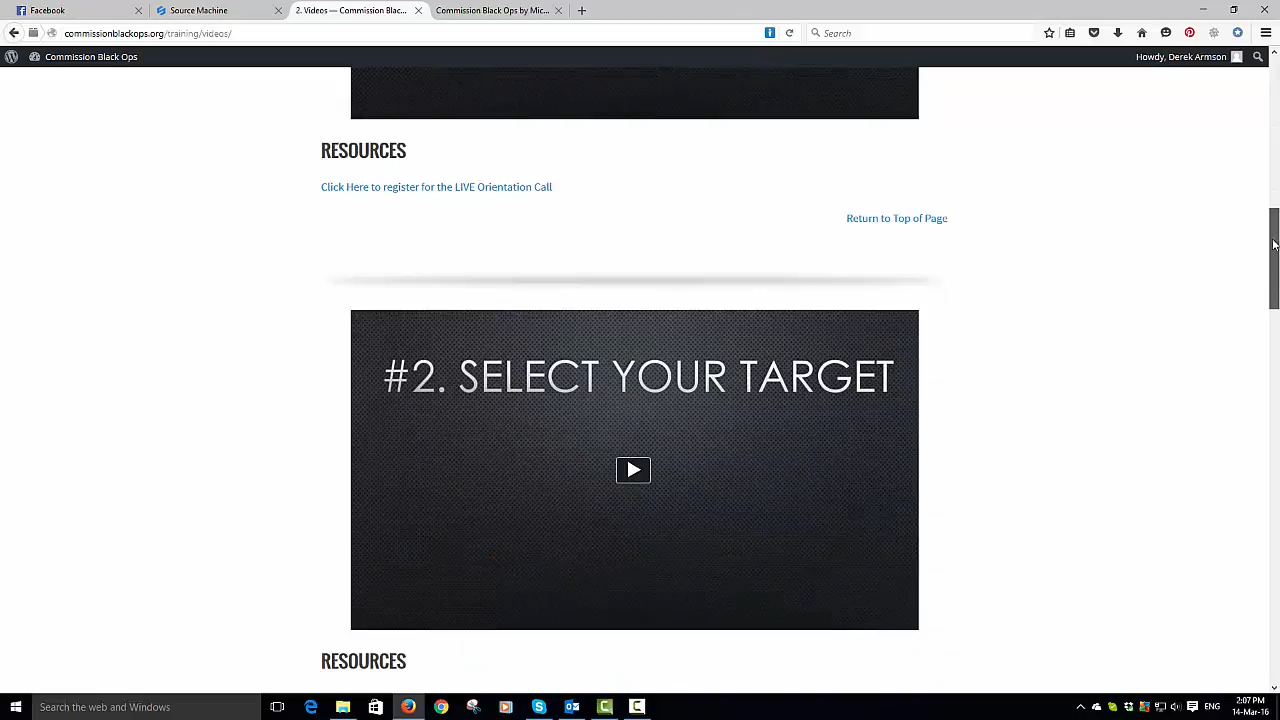 Facebook
Source Machine
2. Videos — Commission Blac...
Commission Black Ops by Mic...
commissionblackops.org/training/videos/
Search
Commission Black Ops
Howdy, Derek Armson
RESOURCES
Click Here to register for the LIVE Orientation Call
Return to Top of Page
#2. SELECT YOUR TARGET
RESOURCES
Search the web and Windows
ENG
2:07 PM
14-Mar-16